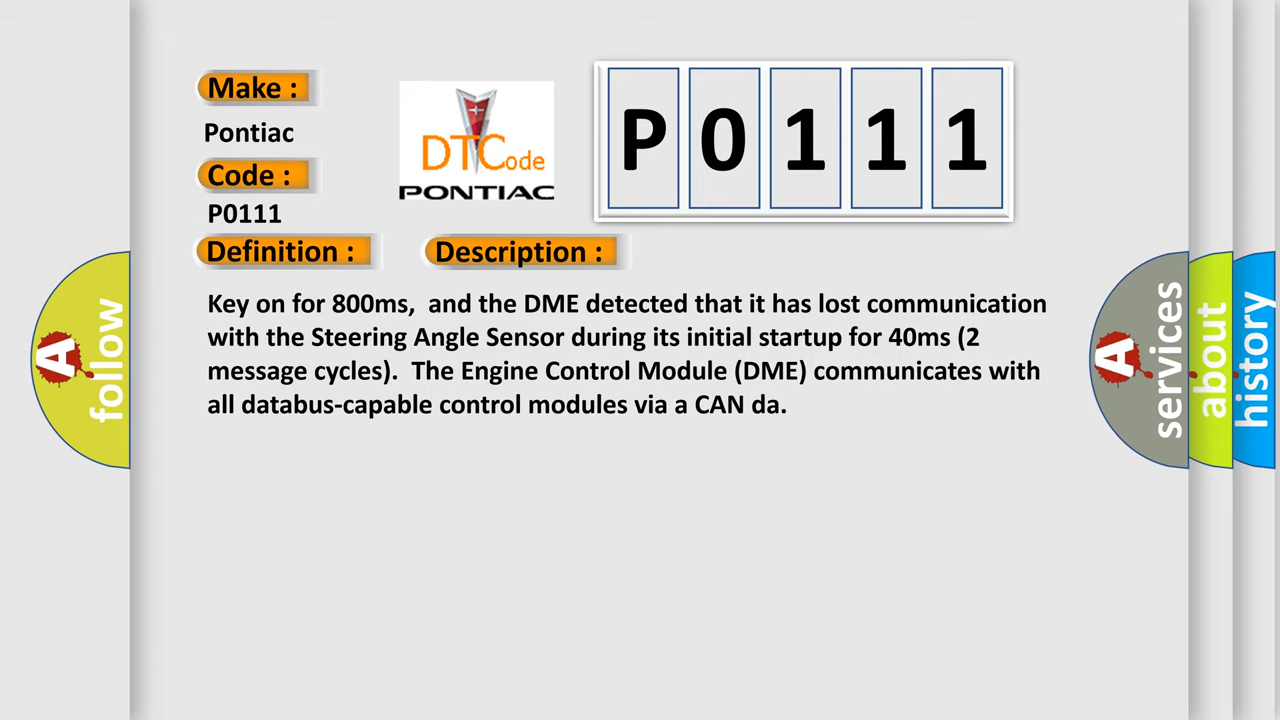 Make :
Pontiac
Code :
P0111
DTCode
PONTIAC
P0111
Definition :
Description :
Key on for 800ms,  and the DME detected that it has lost communication
with the Steering Angle Sensor during its initial startup for 40ms (2
message cycles).  The Engine Control Module (DME) communicates with
all databus-capable control modules via a CAN da.
A follow
A services
about
history